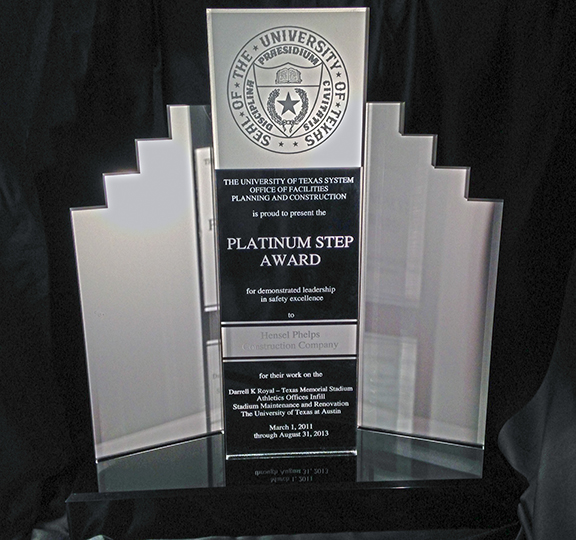 SEAL OF THE UNIVERSITY OF TEXAS
PRAESIDIUM
DISCIPLINA
CIVITATIS
THE UNIVERSITY OF TEXAS SYSTEM
OFFICE OF FACILITIES
PLANNING AND CONSTRUCTION
is proud to present the
PLATINUM STEP
AWARD
for demonstrated leadership
in safety excellence
to
Hensel Phelps
Construction Company
for their work on the
Darrell K Royal – Texas Memorial Stadium
Athletics Offices Infill
Stadium Maintenance and Renovation
The University of Texas at Austin
March 1, 2011
through August 31, 2013